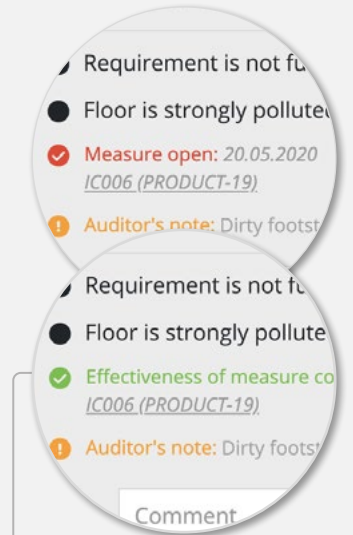 Requirement is not fu
Floor is strongly pollute
Measure open: 20.05.2020
IC006 (PRODUCT-19)
Auditor's note: Dirty footst
Requirement is not fu
Floor is strongly pollute
Effectiveness of measure co
IC006 (PRODUCT-19)
Auditor's note: Dirty footst
Comment